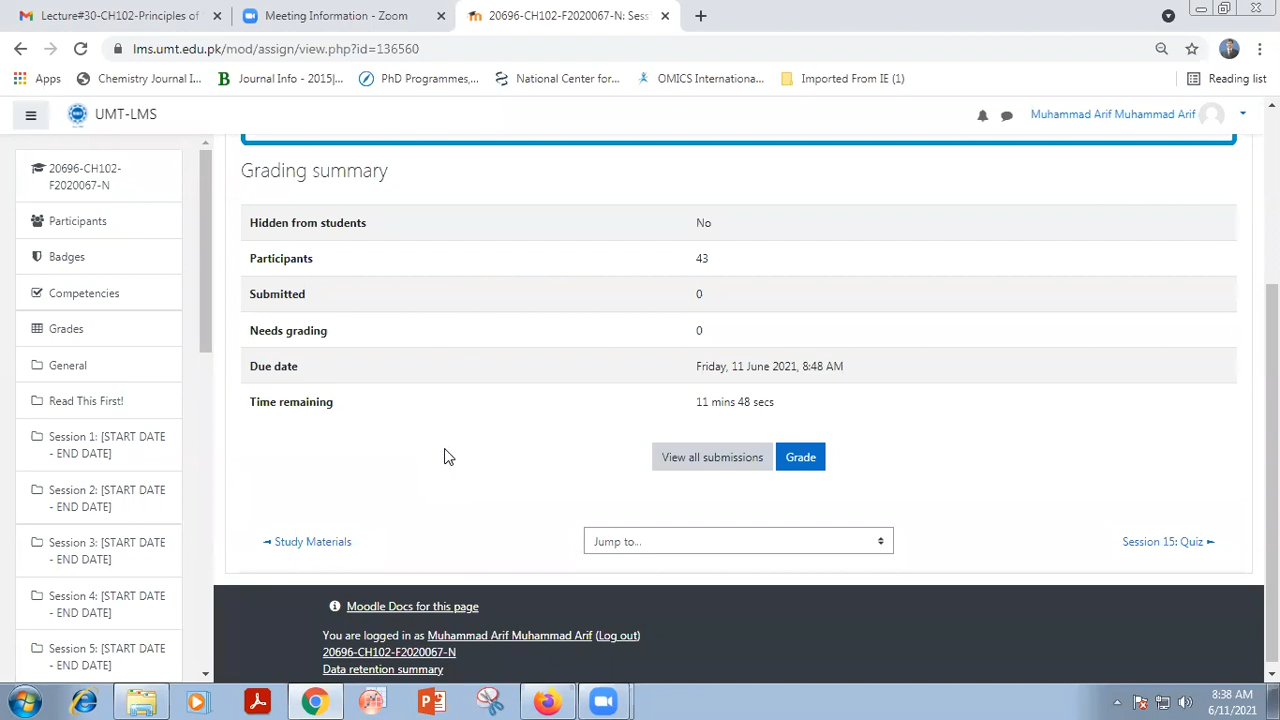 Lecture#30-CH102-Principles of
Meeting Information - Zoom
20696-CH102-F2020067-N: Sess
lms.umt.edu.pk/mod/assign/view.php?id=136560
Apps
Chemistry Journal I...
Journal Info - 2015|...
PhD Programmes,...
National Center for...
OMICS Internationa...
Imported From IE (1)
Reading list
UMT-LMS
Muhammad Arif Muhammad Arif
20696-CH102-
F2020067-N
Participants
Badges
Competencies
Grades
General
Read This First!
Session 1: [START DATE
- END DATE]
Session 2: [START DATE
- END DATE]
Session 3: [START DATE
- END DATE]
Session 4: [START DATE
- END DATE]
Session 5: [START DATE
- END DATE]
Grading summary
Hidden from students No
Participants 43
Submitted 0
Needs grading 0
Due date Friday, 11 June 2021, 8:48 AM
Time remaining 11 mins 48 secs
View all submissions Grade
◄ Study Materials
Jump to...
Session 15: Quiz ►
Moodle Docs for this page
You are logged in as Muhammad Arif Muhammad Arif (Log out)
20696-CH102-F2020067-N
Data retention summary
8:38 AM
6/11/2021